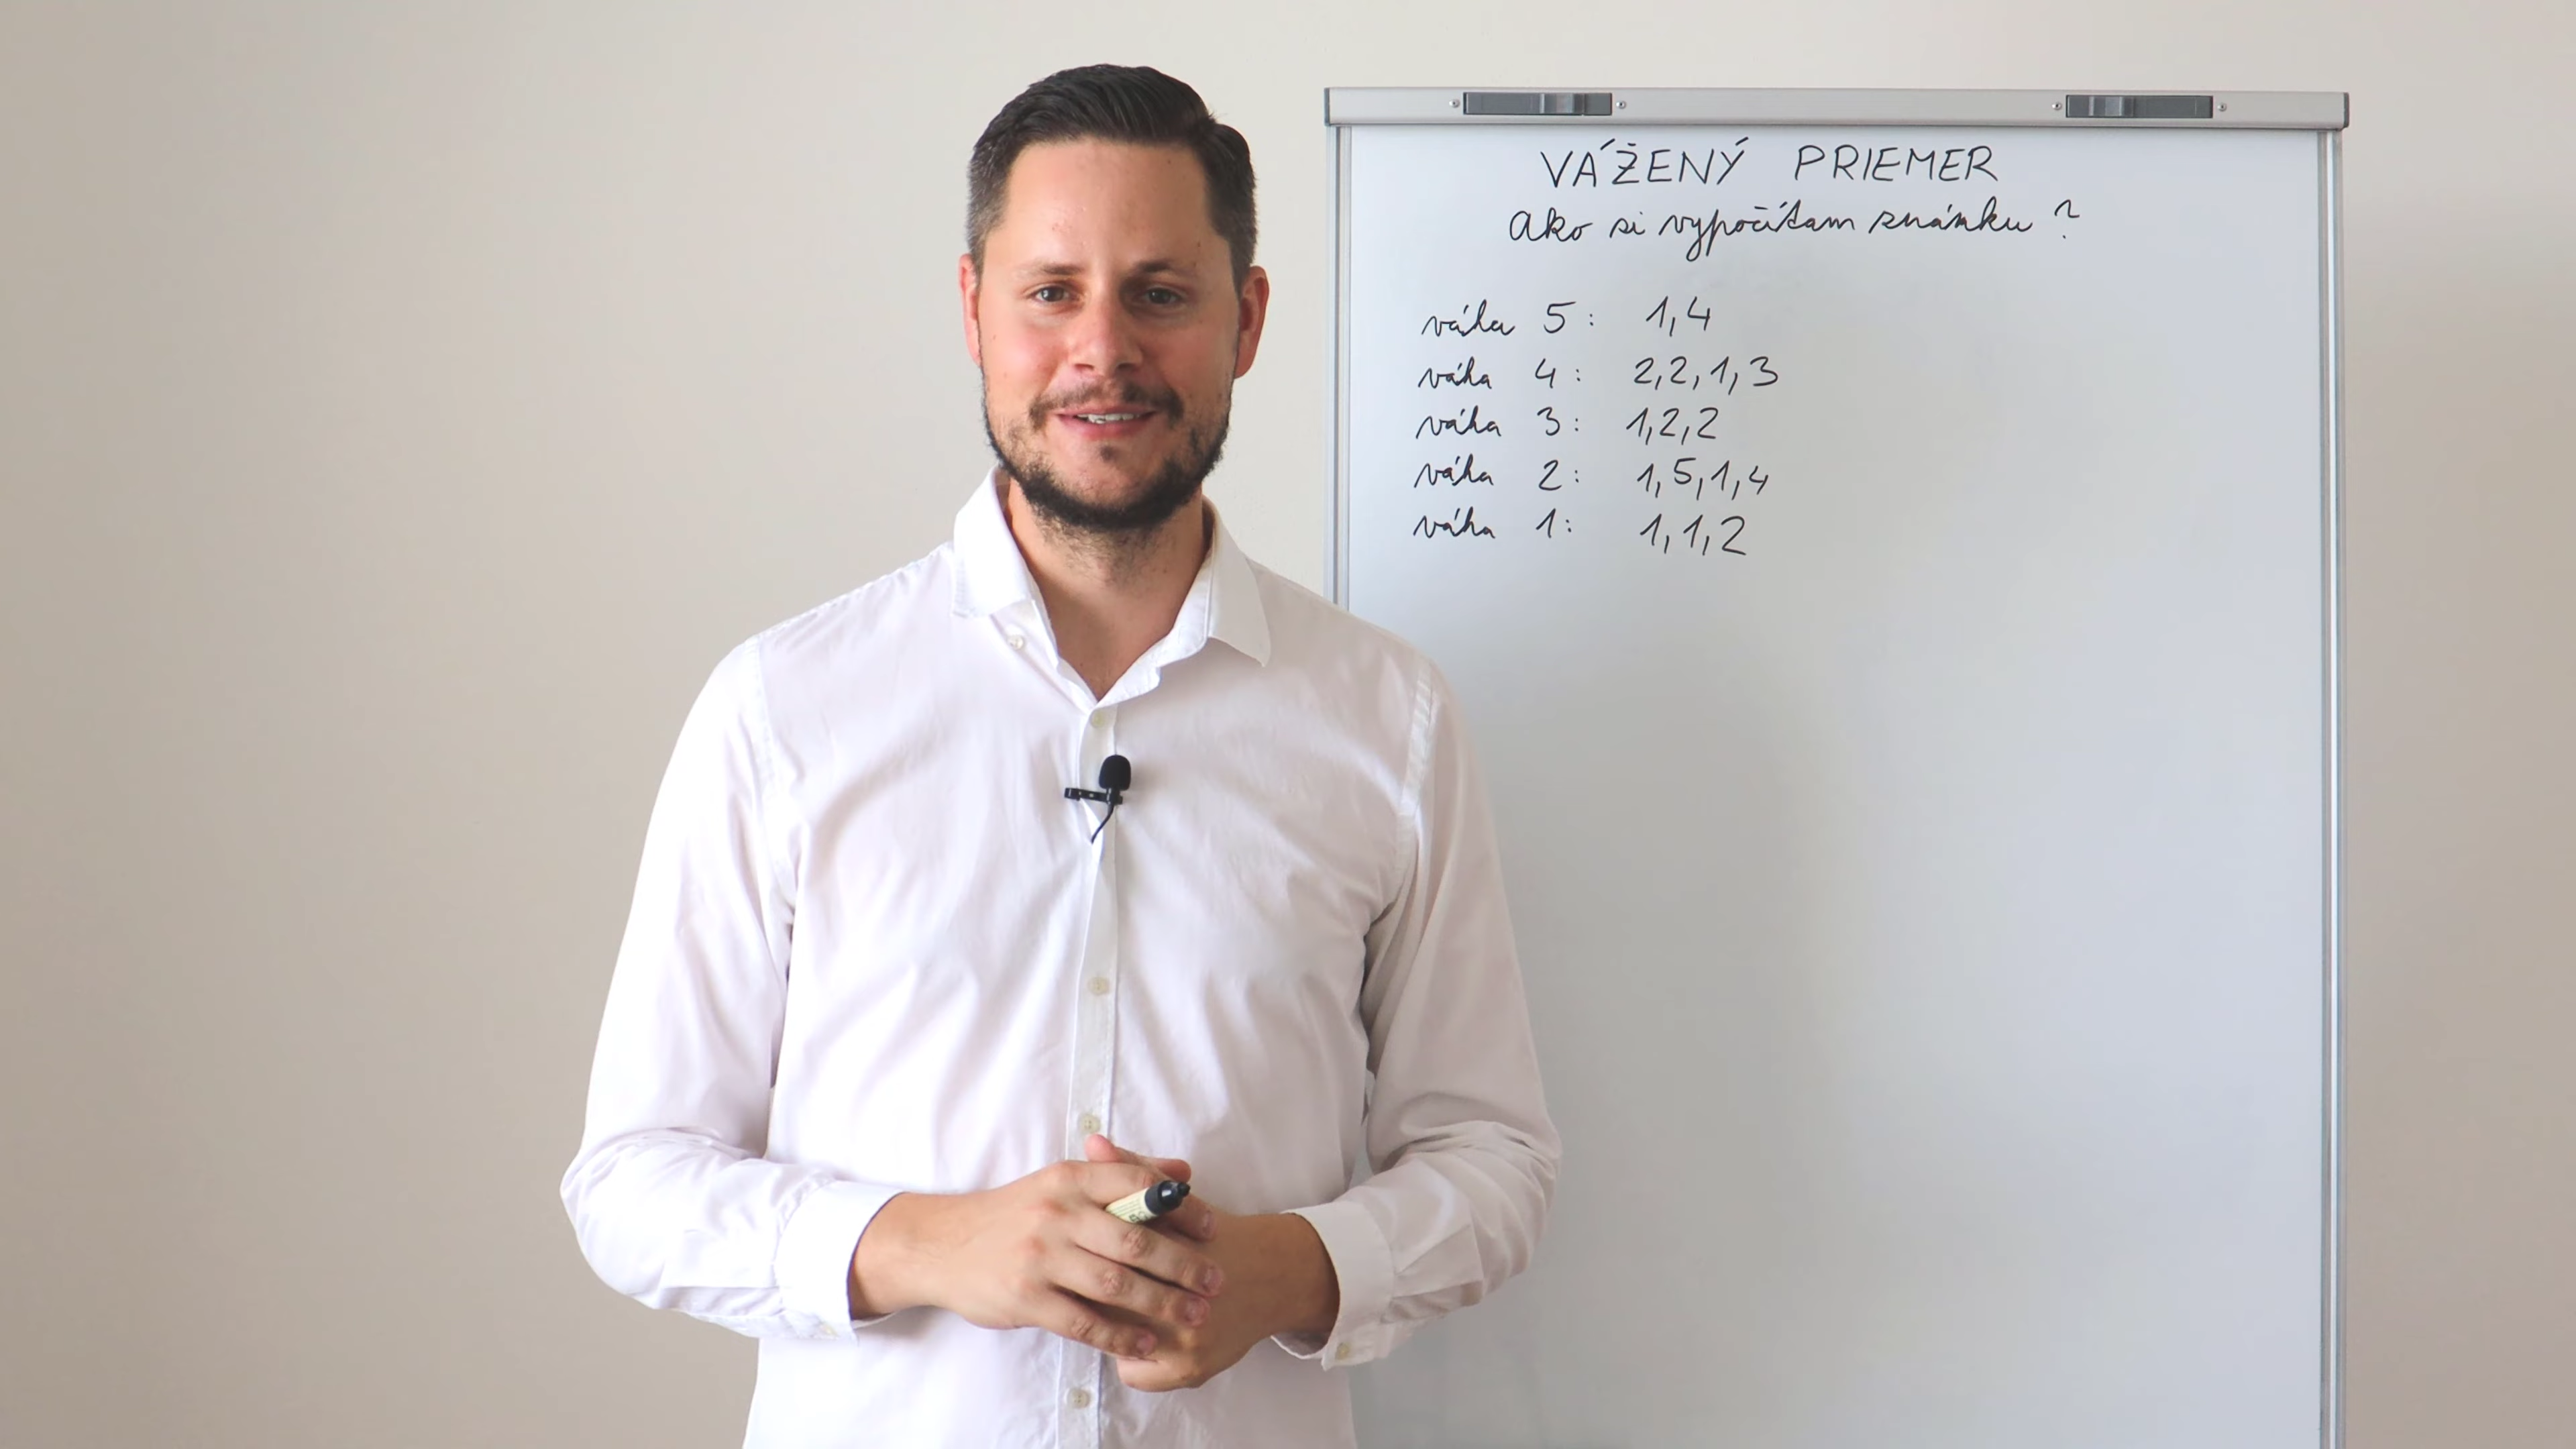 VÁŽENÝ PRIEMER
Ako si vypočítam známku?
váha 5: 1,4
váha 4: 2,2,1,3
váha 3: 1,2,2
váha 2: 1,5,1,4
váha 1: 1,1,2